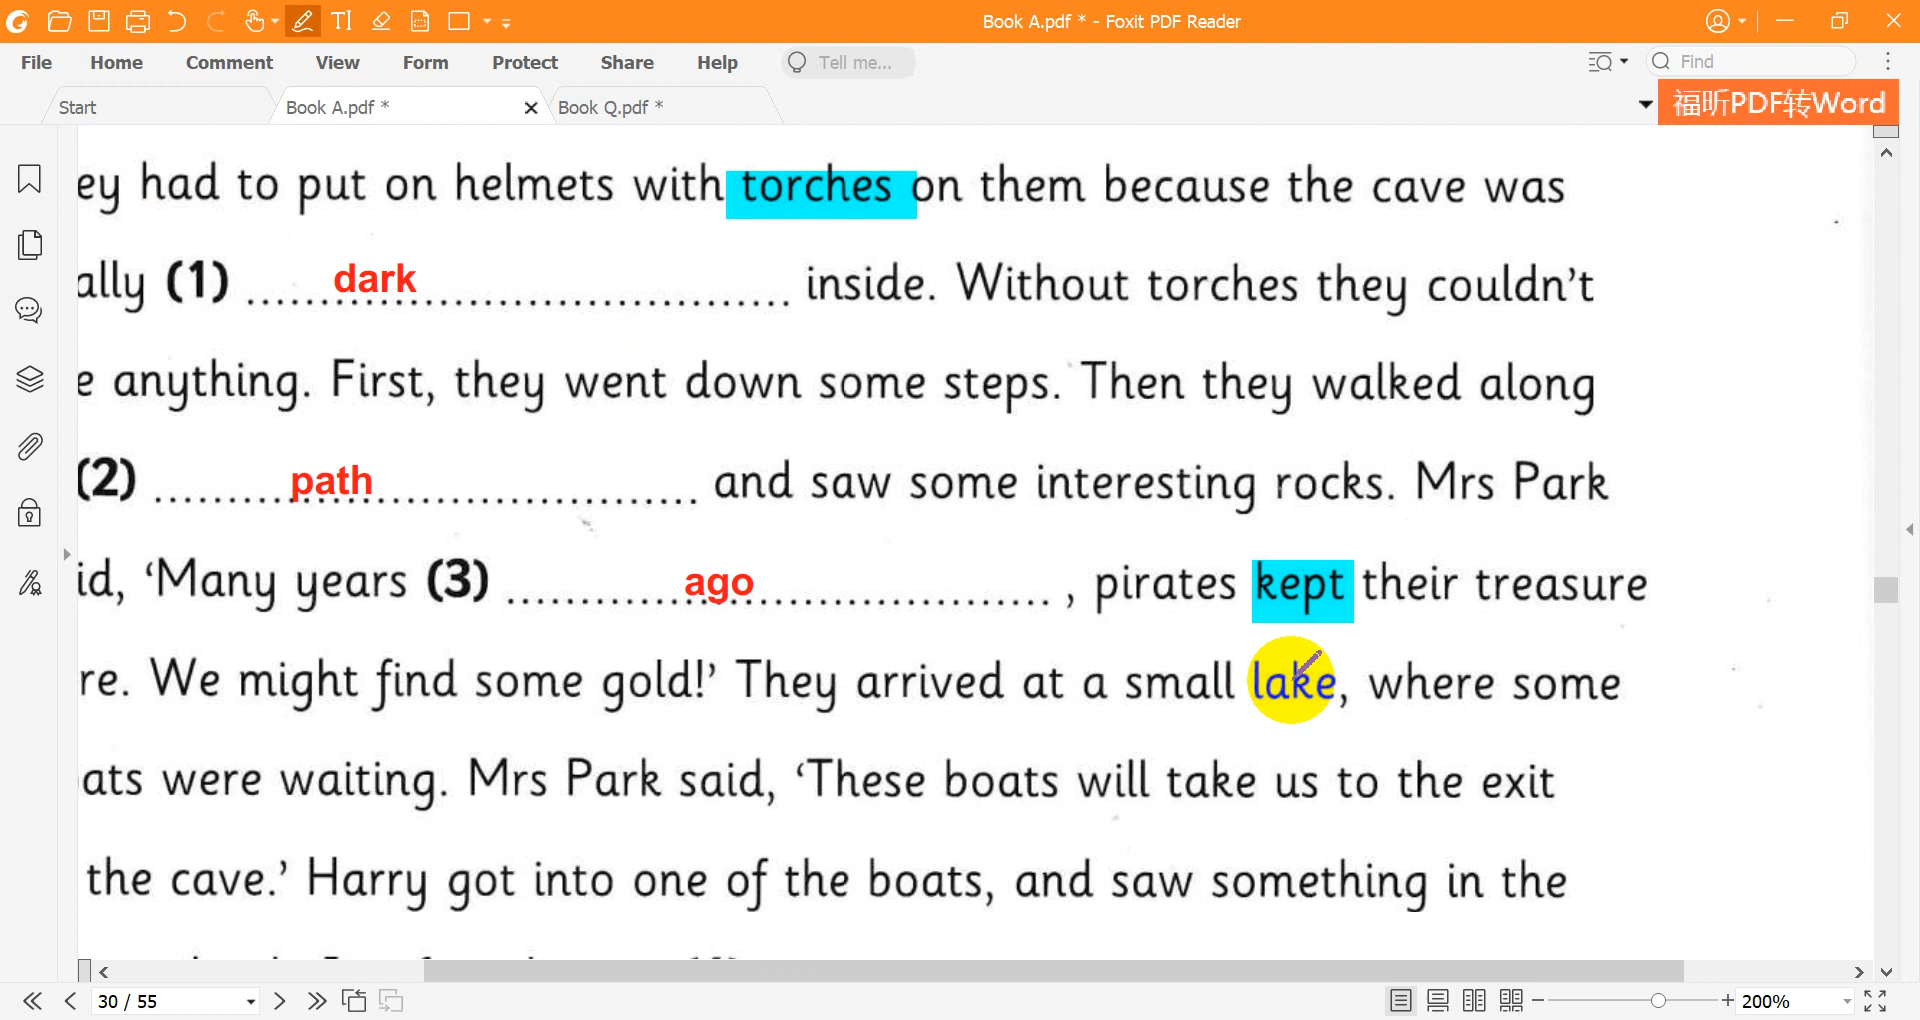 Book A.pdf * - Foxit PDF Reader
File Home Comment View Form Protect Share Help Tell me... Find
Start Book A.pdf * Book Q.pdf * 福昕PDF转Word
ey had to put on helmets with torches on them because the cave was
ally (1) dark inside. Without torches they couldn't
e anything. First, they went down some steps. Then they walked along
(2) path and saw some interesting rocks. Mrs Park
id, ‘Many years (3) ago , pirates kept their treasure
re. We might find some gold!’ They arrived at a small lake, where some
ats were waiting. Mrs Park said, ‘These boats will take us to the exit
the cave.’ Harry got into one of the boats, and saw something in the
30 / 55 200%